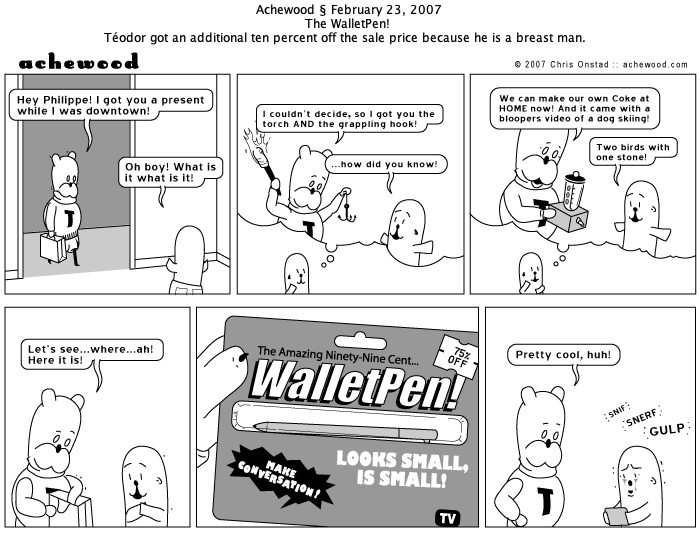 Achewood § February 23, 2007
The WalletPen!
Téodor got an additional ten percent off the sale price because he is a breast man.
achewood
© 2007 Chris Onstad :: achewood.com
Hey Philippe! I got you a present
while I was downtown!
Oh boy! What is
it what is it!
T
I couldn't decide, so I got you the
torch AND the grappling hook!
...how did you know!
T
We can make our own Coke at
HOME now! And it came with a
bloopers video of a dog skiing!
Two birds with
one stone!
T
Let's see...where...ah!
Here it is!
T
The Amazing Ninety-Nine Cent...
75%
OFF
WalletPen!
MAKE
CONVERSATION!
LOOKS SMALL,
IS SMALL!
TV
Pretty cool, huh!
SNIF
SNERF
GULP
T